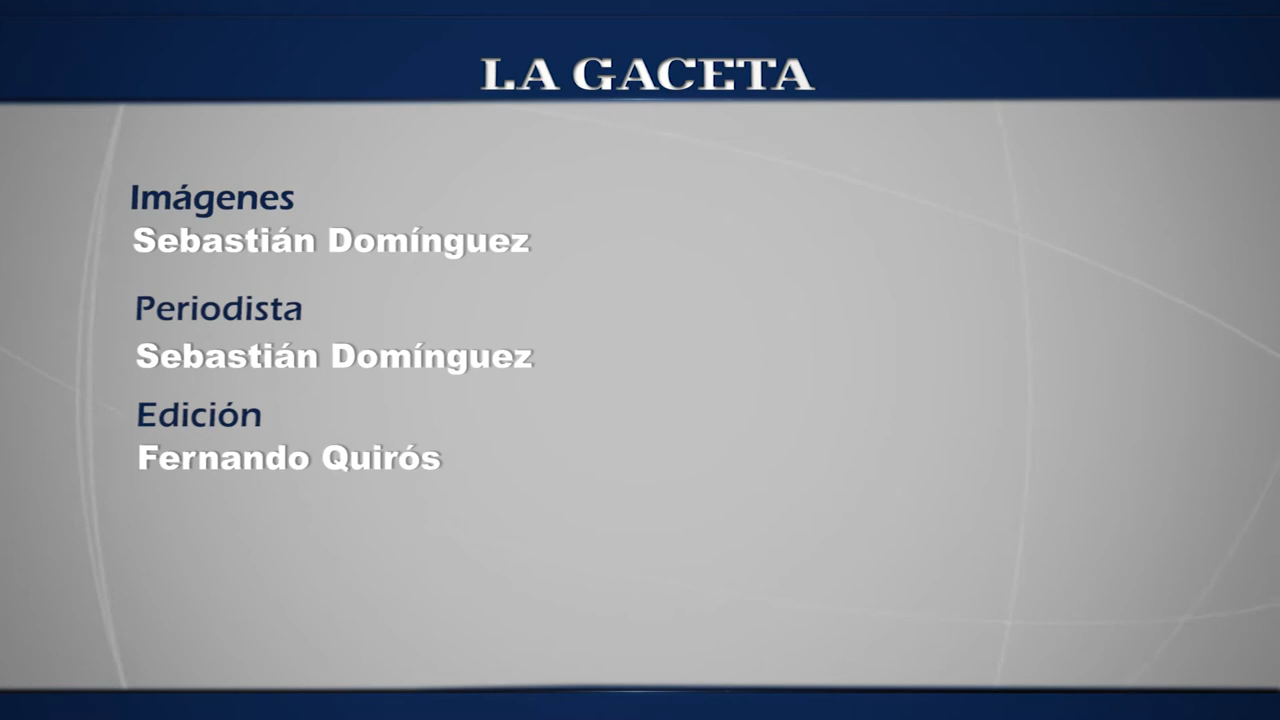 LA GACETA
Imágenes
Sebastián Domínguez
Periodista
Sebastián Domínguez
Edición
Fernando Quirós